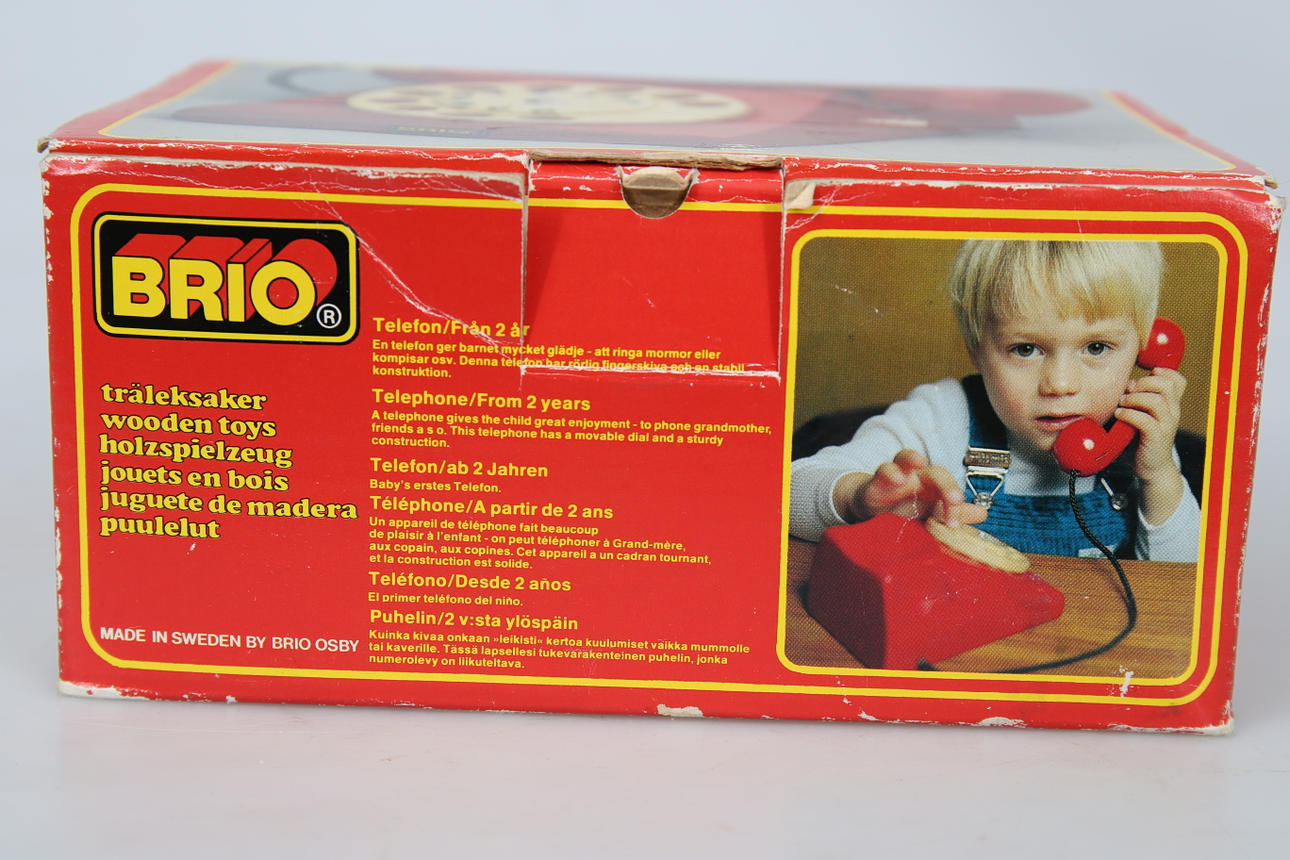 BRIO
BRIO®
träleksaker
wooden toys
holzspielzeug
jouets en bois
juguete de madera
puulelut
MADE IN SWEDEN BY BRIO OSBY
Telefon/Från 2 år
En telefon ger barnet mycket glädje - att ringa mormor eller
kompisar osv. Denna telefon har rörlig fingerskiva och en stabil
konstruktion.
Telephone/From 2 years
A telephone gives the child great enjoyment - to phone grandmother,
friends a s o. This telephone has a movable dial and a sturdy
construction.
Telefon/ab 2 Jahren
Baby's erstes Telefon.
Téléphone/A partir de 2 ans
Un appareil de téléphone fait beaucoup
de plaisir à l'enfant - on peut téléphoner à Grand-mère,
aux copain, aux copines. Cet appareil a un cadran tournant,
et la construction est solide.
Teléfono/Desde 2 años
El primer teléfono del niño.
Puhelin/2 v:sta ylöspäin
Kuinka kivaa onkaan »leikisti« kertoa kuulumiset vaikka mummolle
tai kaverille. Tässä lapsellesi tukevarakenteinen puhelin, jonka
numerolevy on liikuteltava.